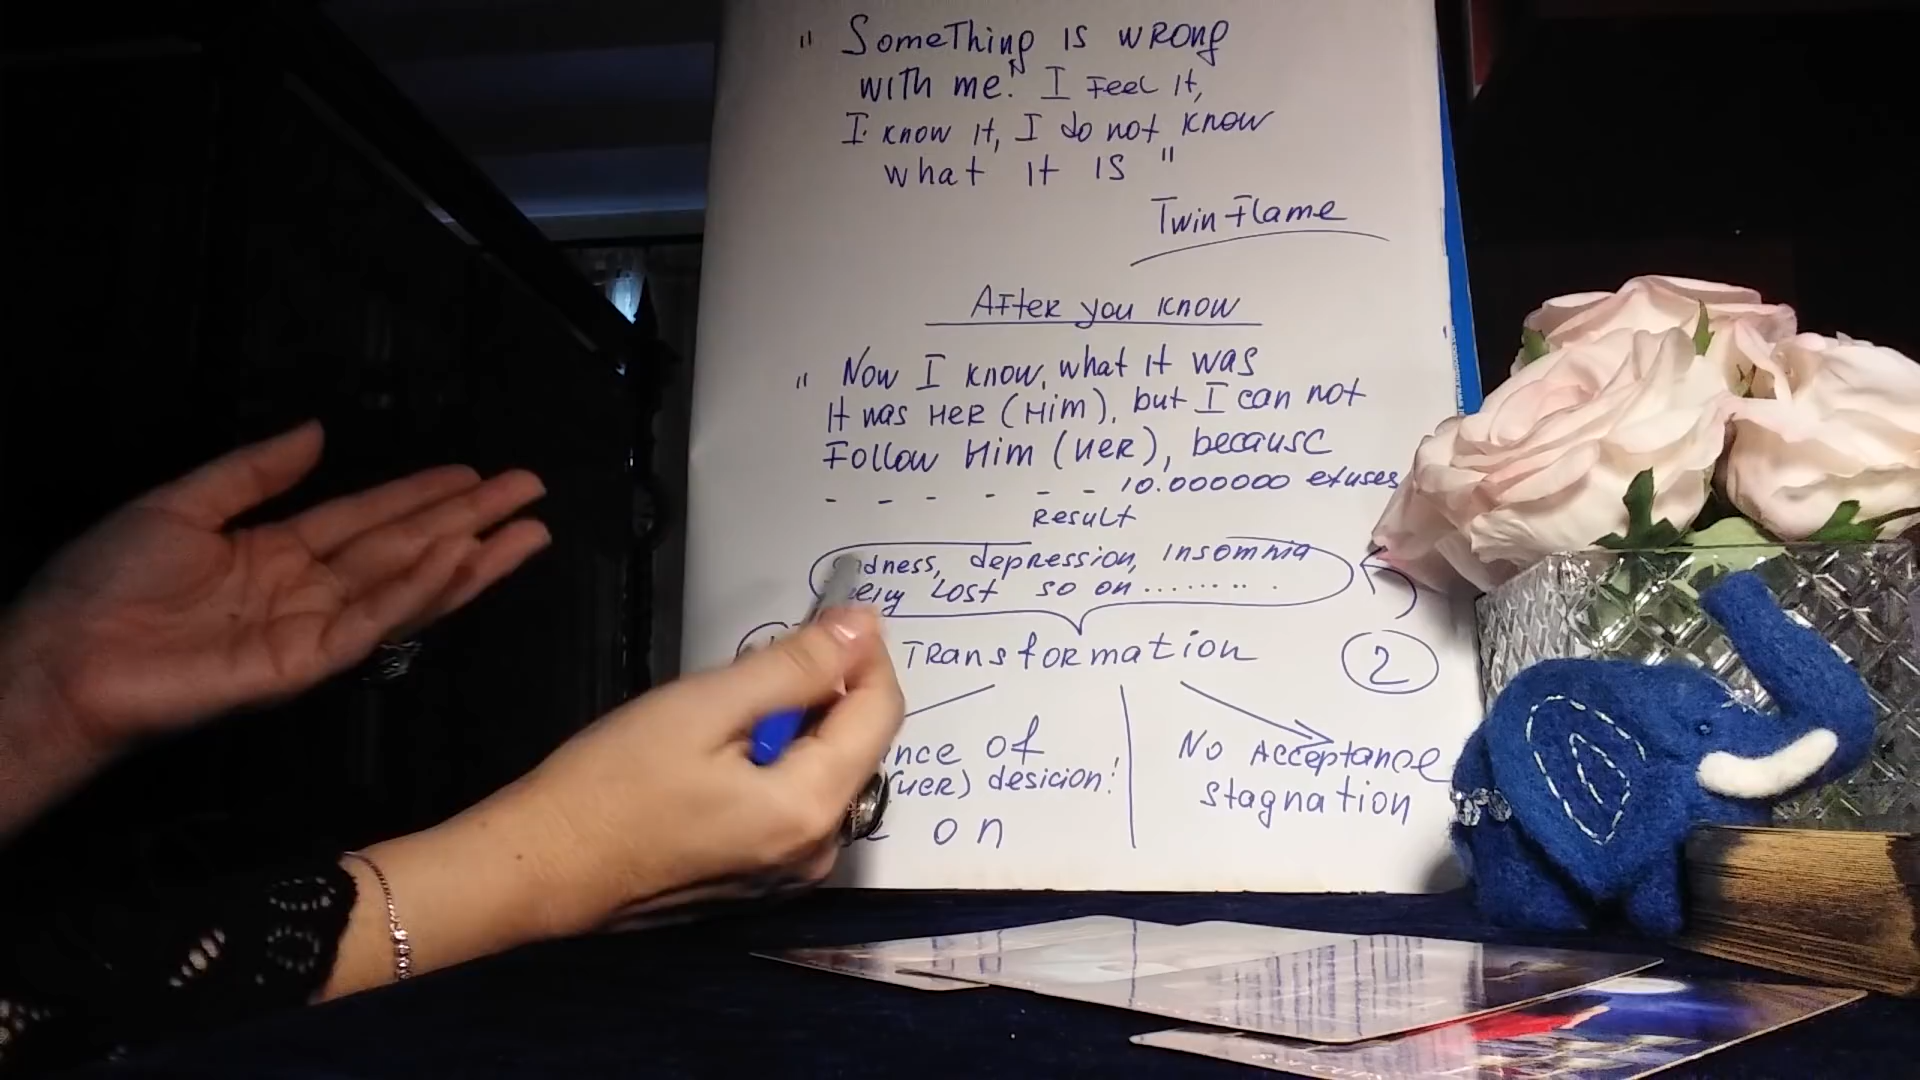 " Something is wrong
with me." I feel it,
I know it, I do not know
what it is "
Twin Flame
After you know
" Now I know, what it was
It was Her (Him), but I can not
Follow Him (Her), because
- - - - - - 10.000000 exuses
Result
dness, depression, insomnia
Lost so on .........
Transformation
2
nce of
(Her) desicion!
on
No Acceptance
Stagnation